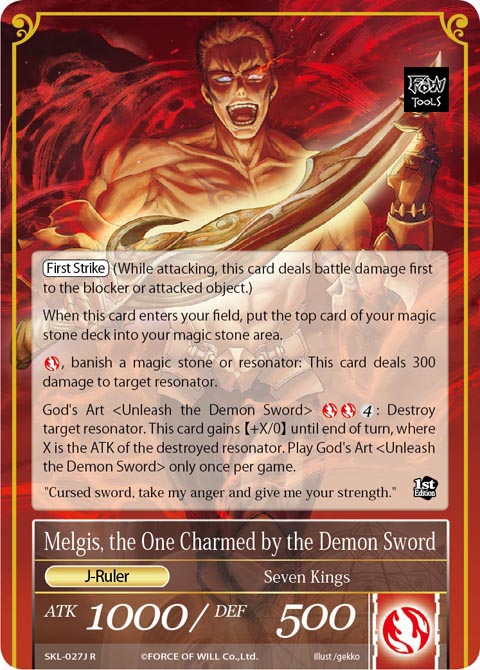 FOW
TOOLS
First Strike (While attacking, this card deals battle damage first
to the blocker or attacked object.)
When this card enters your field, put the top card of your magic
stone deck into your magic stone area.
, banish a magic stone or resonator: This card deals 300
damage to target resonator.
God's Art <Unleash the Demon Sword> 4 : Destroy
target resonator. This card gains【+X/0】until end of turn, where
X is the ATK of the destroyed resonator. Play God's Art <Unleash
the Demon Sword> only once per game.
"Cursed sword, take my anger and give me your strength."
1st
Edition
Melgis, the One Charmed by the Demon Sword
J-Ruler
Seven Kings
ATK 1000/ DEF 500
SKL-027J R ©FORCE OF WILL Co.,Ltd. Illust/gekko